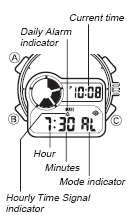 Current time
Daily Alarm
indicator
A
10:08
B
7:30 AL
C
Hour
Minutes
Mode indicator
Hourly Time Signal
indicator